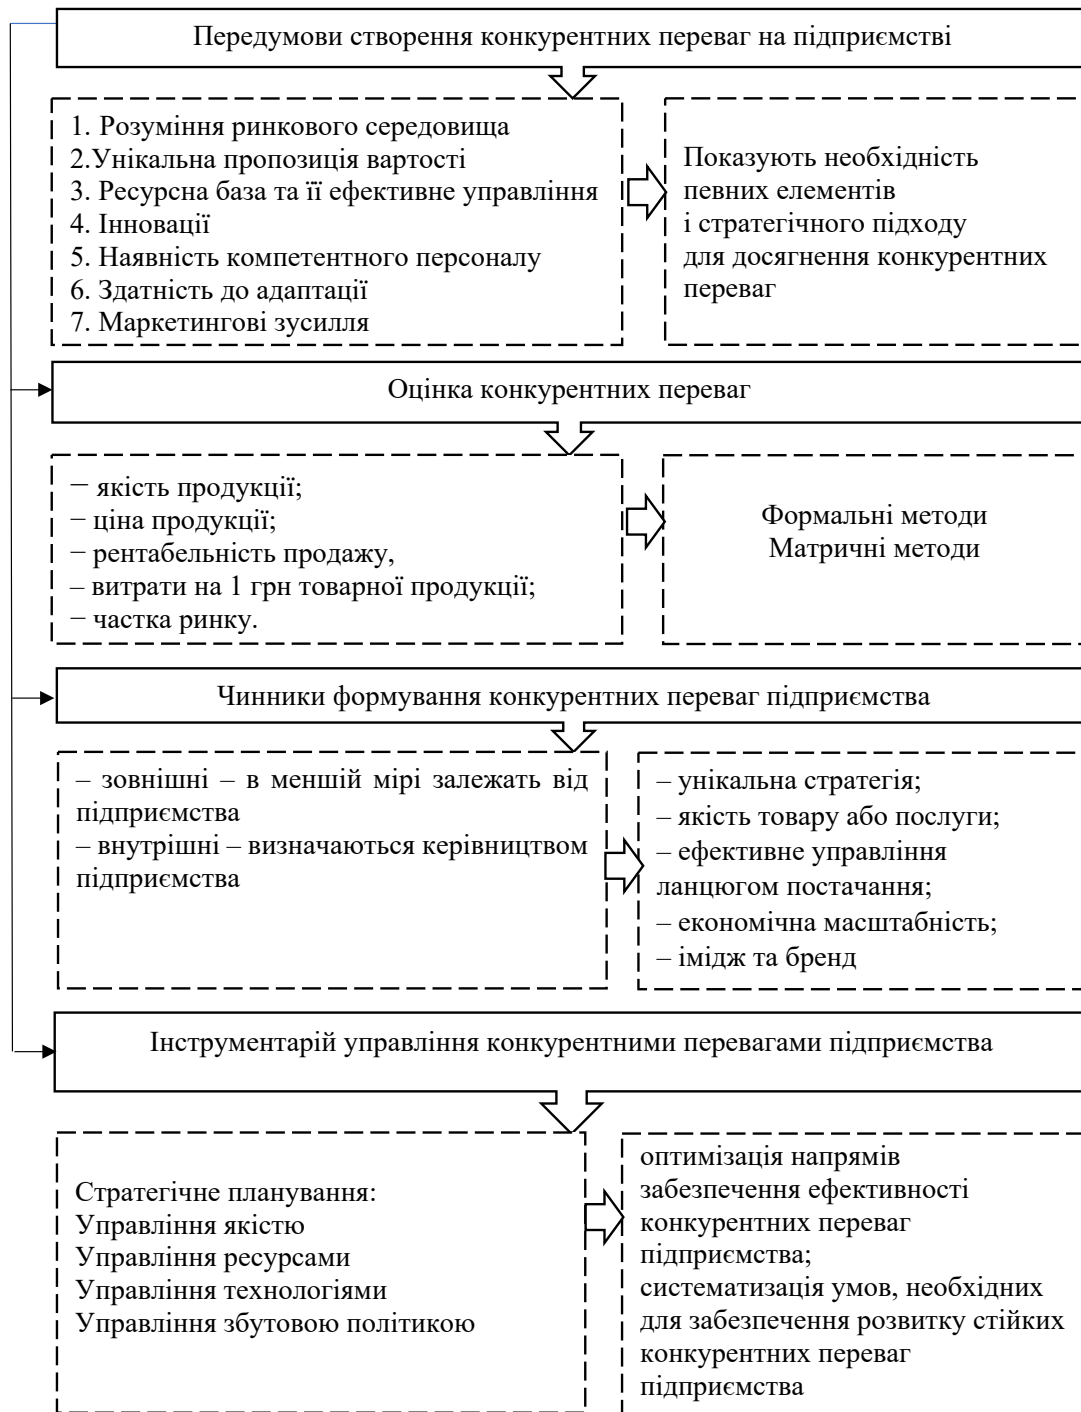 Передумови створення конкурентних переваг на підприємстві
1. Розуміння ринкового середовища
2.Унікальна пропозиція вартості
3. Ресурсна база та її ефективне управління
4. Інновації
5. Наявність компетентного персоналу
6. Здатність до адаптації
7. Маркетингові зусилля
Показують необхідність
певних елементів
і стратегічного підходу
для досягнення конкурентних
переваг
Оцінка конкурентних переваг
− якість продукції;
− ціна продукції;
− рентабельність продажу,
– витрати на 1 грн товарної продукції;
− частка ринку.
Формальні методи
Матричні методи
Чинники формування конкурентних переваг підприємства
– зовнішні – в меншій мірі залежать від
підприємства
– внутрішні – визначаються керівництвом
підприємства
– унікальна стратегія;
– якість товару або послуги;
– ефективне управління
ланцюгом постачання;
– економічна масштабність;
– імідж та бренд
Інструментарій управління конкурентними перевагами підприємства
Стратегічне планування:
Управління якістю
Управління ресурсами
Управління технологіями
Управління збутовою політикою
оптимізація напрямів
забезпечення ефективності
конкурентних переваг
підприємства;
систематизація умов, необхідних
для забезпечення розвитку стійких
конкурентних переваг
підприємства